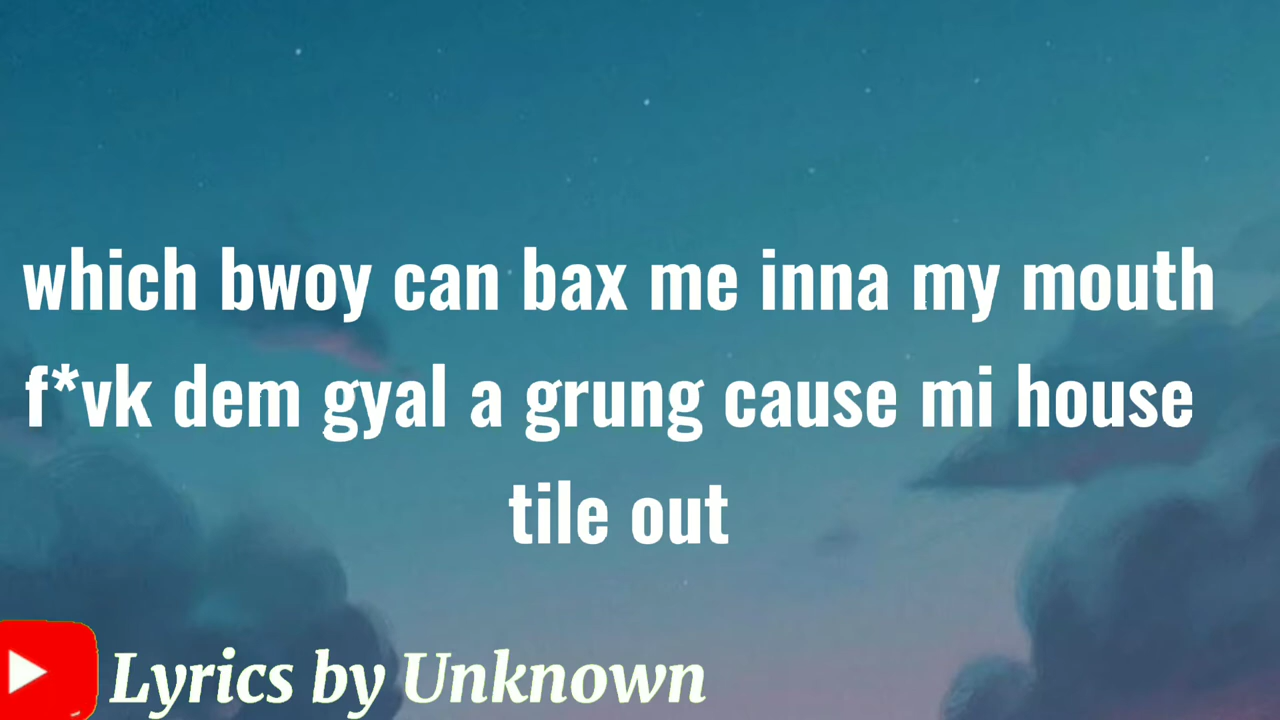 which bwoy can bax me inna my mouth
f*vk dem gyal a grung cause mi house
tile out
Lyrics by Unknown